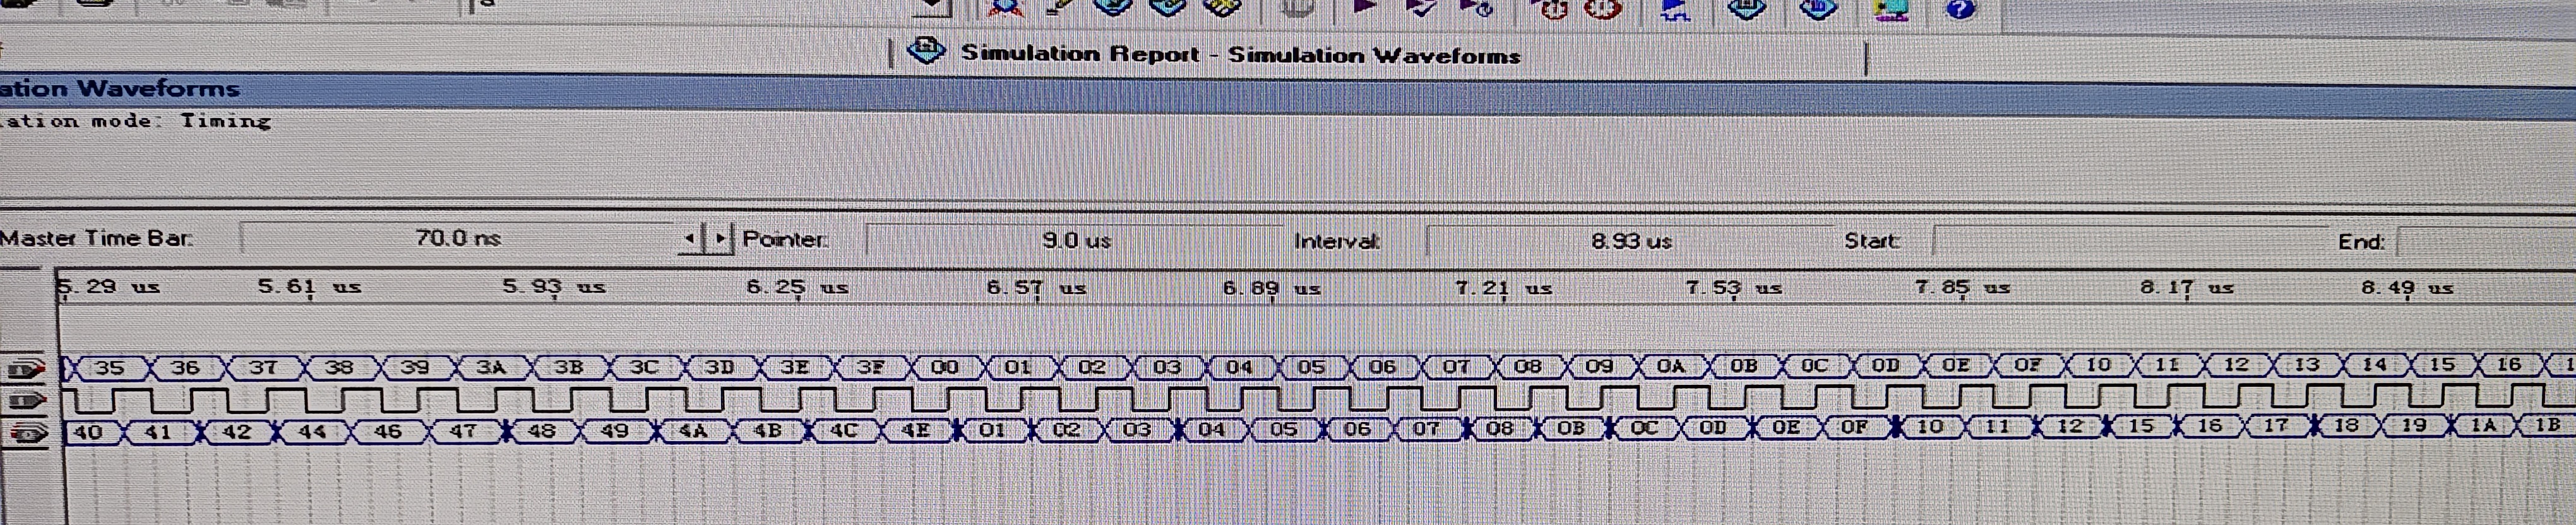 Simulation Report - Simulation Waveforms
ation Waveforms
ation mode: Timing
Master Time Bar: 70.0 ns Pointer: 9.0 us Interval: 8.93 us Start: End:
5.29 us 5.61 us 5.93 us 6.25 us 6.57 us 6.89 us 7.21 us 7.53 us 7.85 us 8.17 us 8.49 us
35 36 37 38 39 3A 3B 3C 3D 3E 3F 00 01 02 03 04 05 06 07 08 09 0A 0B 0C 0D 0E 0F 10 11 12 13 14 15 16 1
40 41 42 44 46 47 48 49 4A 4B 4C 4E 01 02 03 04 05 06 07 08 0B 0C 0D 0E 0F 10 11 12 15 16 17 18 19 1A 1B